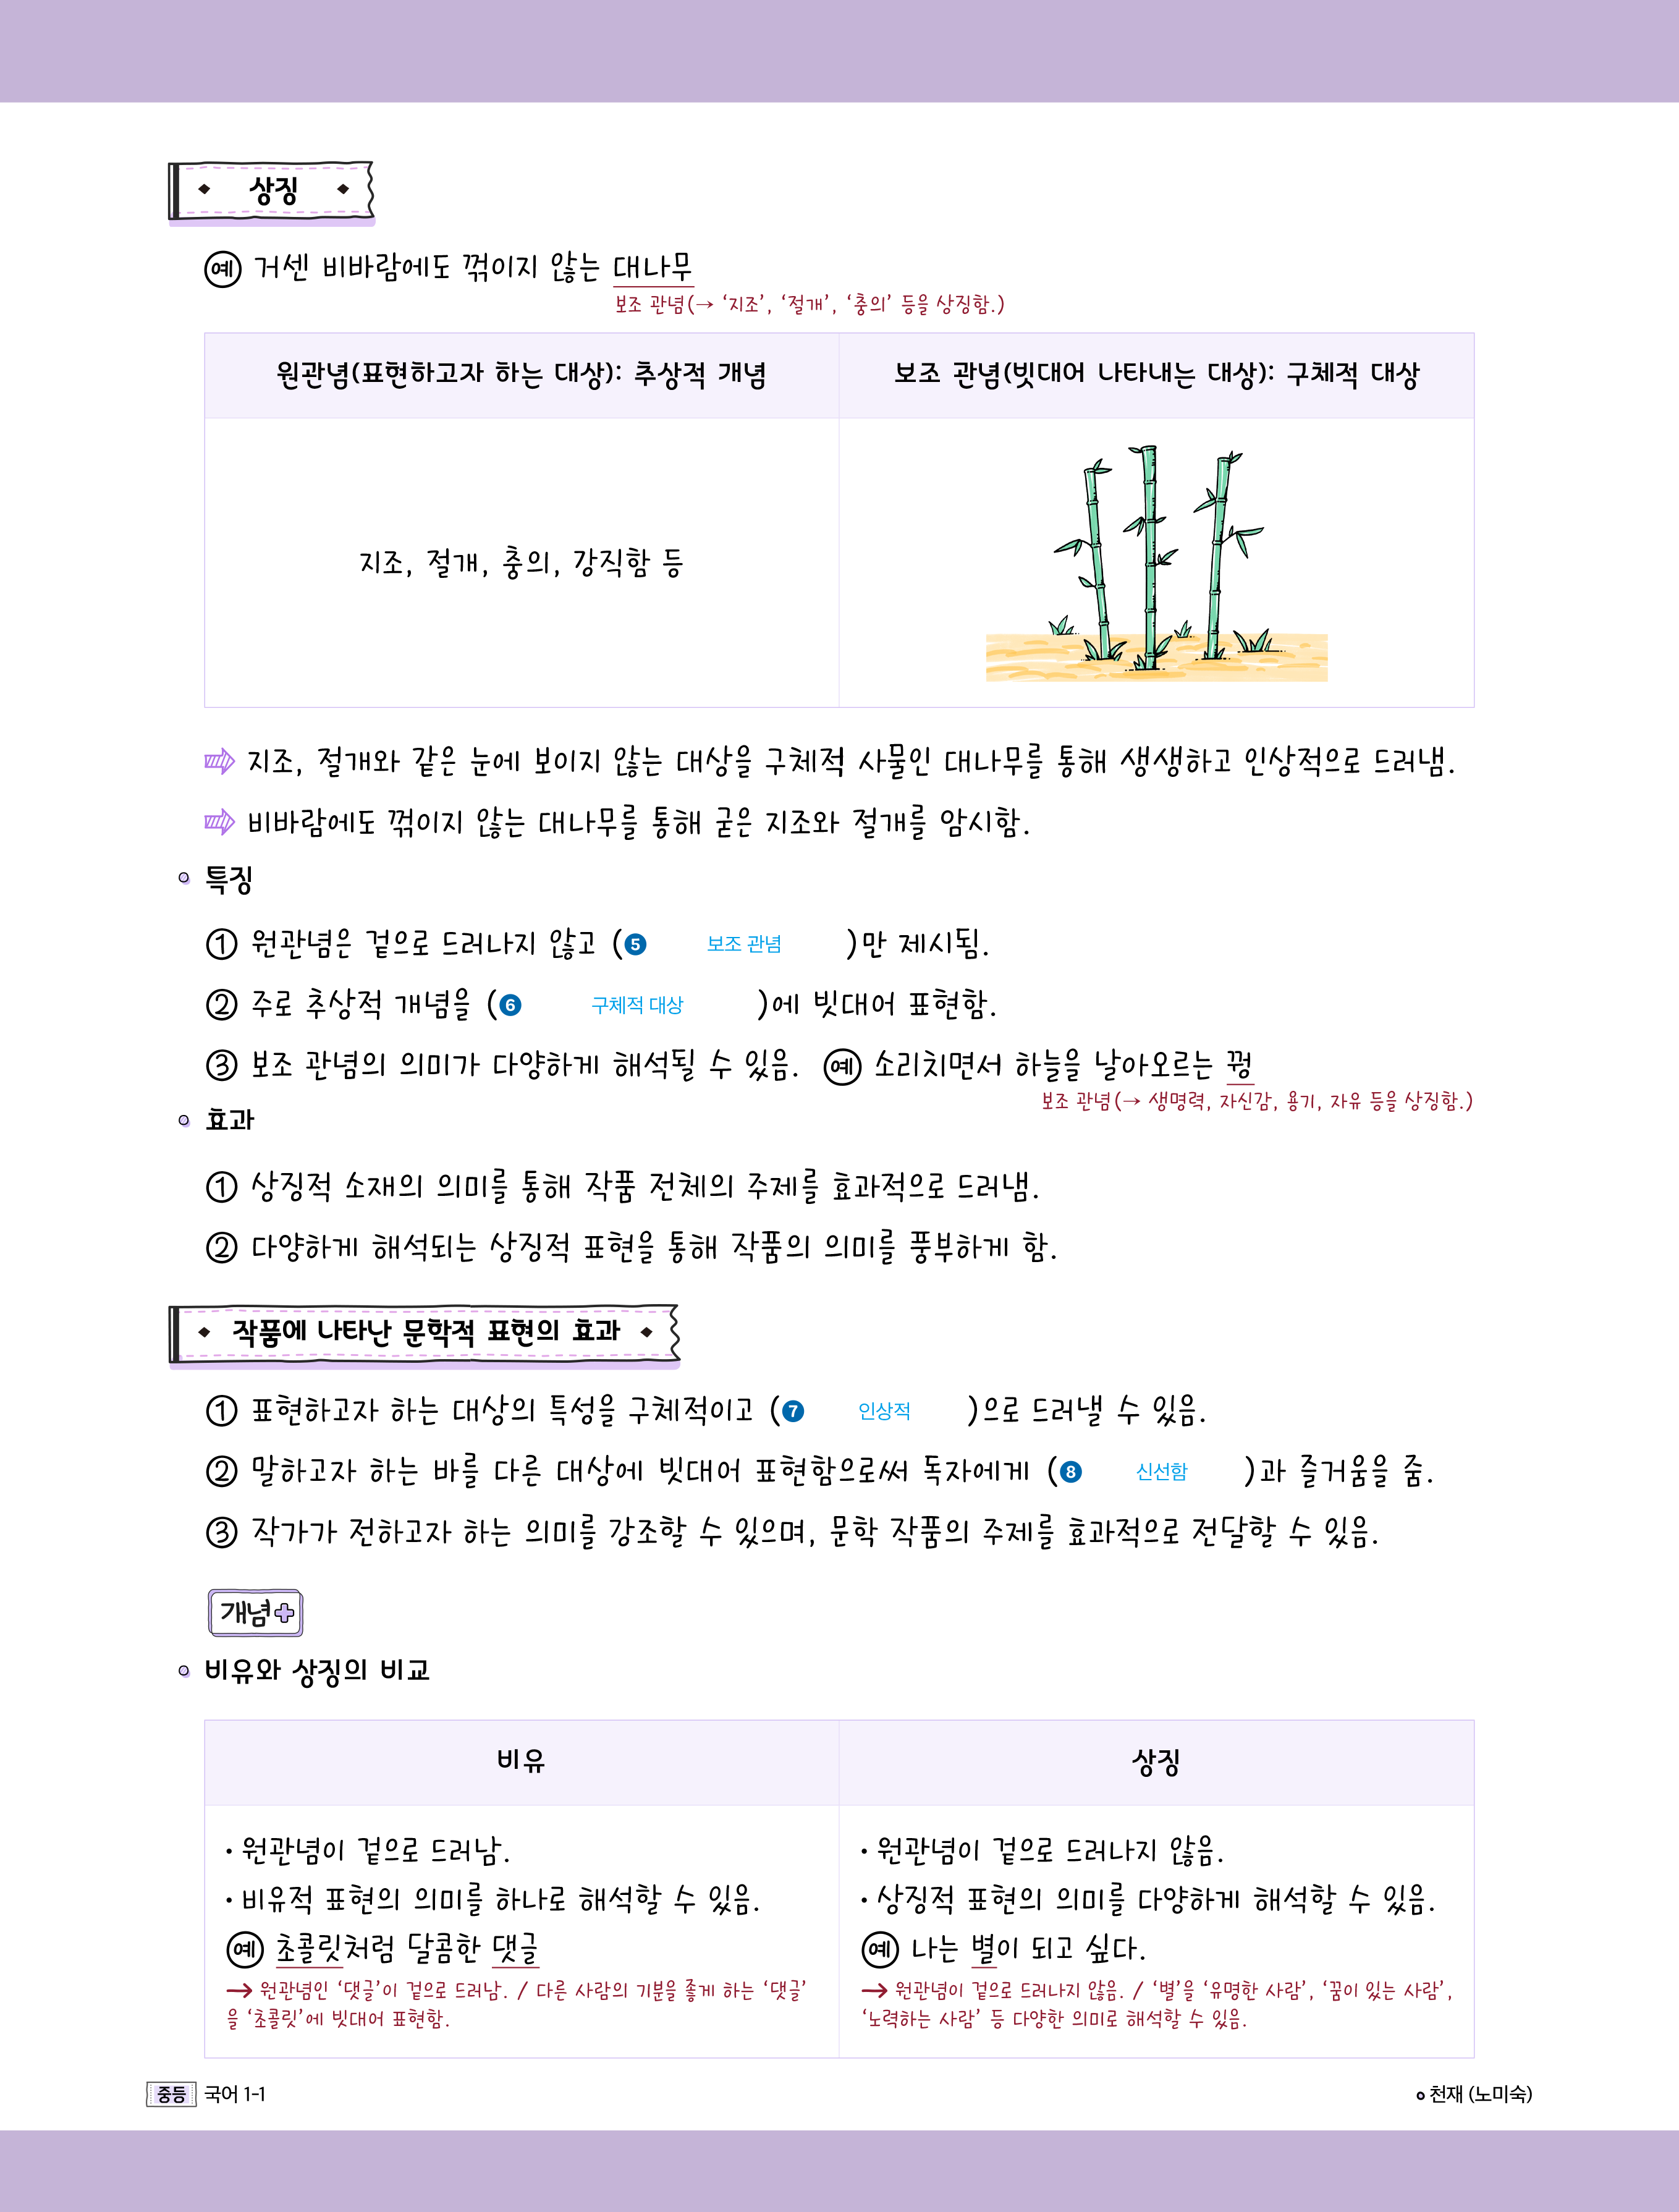 상징
예 거센 비바람에도 꺾이지 않는 대나무
보조 관념(→ ‘지조’, ‘절개’, ‘충의’ 등을 상징함.)
원관념(표현하고자 하는 대상): 추상적 개념
보조 관념(빗대어 나타내는 대상): 구체적 대상
지조, 절개, 충의, 강직함 등
지조, 절개와 같은 눈에 보이지 않는 대상을 구체적 사물인 대나무를 통해 생생하고 인상적으로 드러냄.
비바람에도 꺾이지 않는 대나무를 통해 굳은 지조와 절개를 암시함.
특징
① 원관념은 겉으로 드러나지 않고 (❺ 보조 관념 )만 제시됨.
② 주로 추상적 개념을 (❻ 구체적 대상 )에 빗대어 표현함.
③ 보조 관념의 의미가 다양하게 해석될 수 있음. 예 소리치면서 하늘을 날아오르는 꿩
보조 관념(→ 생명력, 자신감, 용기, 자유 등을 상징함.)
효과
① 상징적 소재의 의미를 통해 작품 전체의 주제를 효과적으로 드러냄.
② 다양하게 해석되는 상징적 표현을 통해 작품의 의미를 풍부하게 함.
작품에 나타난 문학적 표현의 효과
① 표현하고자 하는 대상의 특성을 구체적이고 (❼ 인상적 )으로 드러낼 수 있음.
② 말하고자 하는 바를 다른 대상에 빗대어 표현함으로써 독자에게 (❽ 신선함 )과 즐거움을 줌.
③ 작가가 전하고자 하는 의미를 강조할 수 있으며, 문학 작품의 주제를 효과적으로 전달할 수 있음.
개념+
비유와 상징의 비교
비유
상징
• 원관념이 겉으로 드러남.
• 비유적 표현의 의미를 하나로 해석할 수 있음.
예 초콜릿처럼 달콤한 댓글
→ 원관념인 ‘댓글’이 겉으로 드러남. / 다른 사람의 기분을 좋게 하는 ‘댓글’
을 ‘초콜릿’에 빗대어 표현함.
• 원관념이 겉으로 드러나지 않음.
• 상징적 표현의 의미를 다양하게 해석할 수 있음.
예 나는 별이 되고 싶다.
→ 원관념이 겉으로 드러나지 않음. / ‘별’을 ‘유명한 사람’, ‘꿈이 있는 사람’,
‘노력하는 사람’ 등 다양한 의미로 해석할 수 있음.
중등 국어 1-1
천재 (노미숙)